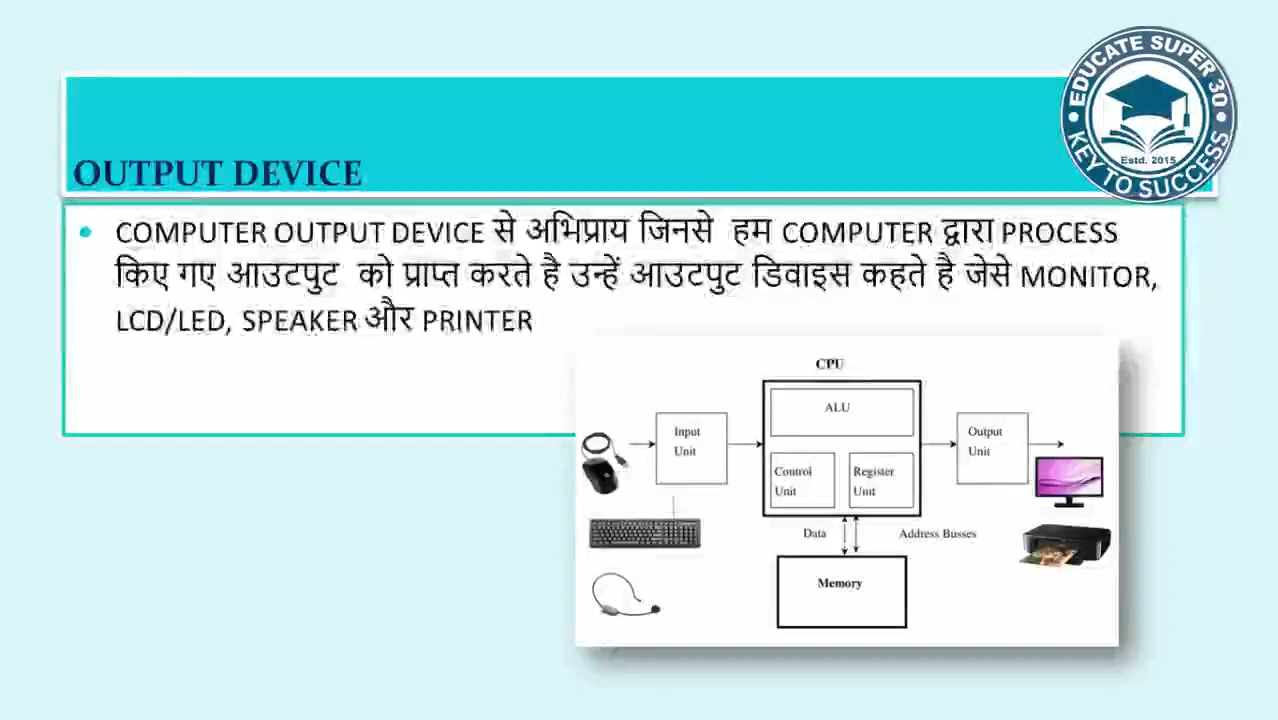 EDUCATE SUPER 30
Estd. 2015
KEY TO SUCCESS
OUTPUT DEVICE
• COMPUTER OUTPUT DEVICE से अभिप्राय जिनसे हम COMPUTER द्वारा PROCESS
किए गए आउटपुट को प्राप्त करते है उन्हें आउटपुट डिवाइस कहते है जेसे MONITOR,
LCD/LED, SPEAKER और PRINTER
CPU
ALU
Input
Unit
Control
Unit
Register
Unit
Output
Unit
Data
Address Busses
Memory